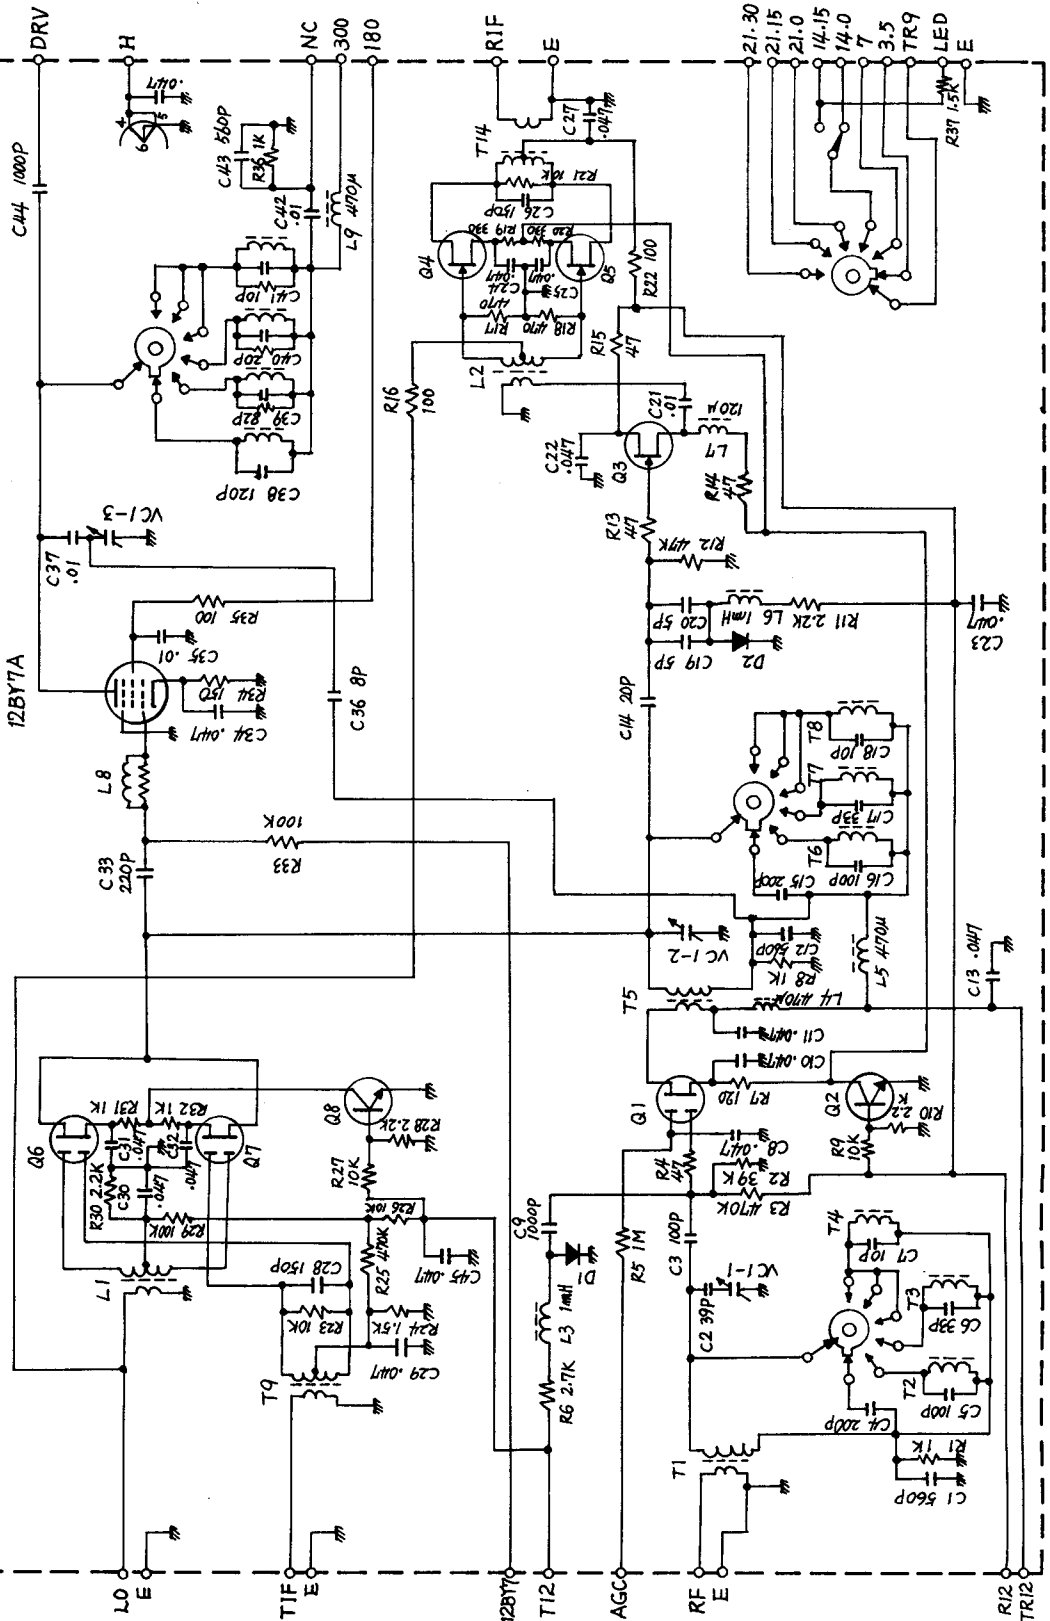 DRV
H
NC
300
180
RIF
E
21.30
21.15
21.0
14.15
14.0
7
3.5
TR9
LED
E
LO
E
TIF
E
12BY7
T12
AGC
RF
E
R12
TR12
12BY7A
C44 1000P
.047
4
5
6
C43 560P
R36 1K
C42
.01
L9 470μ
C41
10P
C40
20P
C39
82P
C38 120P
VC1-3
C37
.01
R35
100
C35 .01
R34
150
C34 .047
L8
C33
220P
R33
100K
C36 8P
R16
100
T14
C27
.047
R21 10K
C26
150P
R19 330
R20
330
Q4
Q5
C24
.047
C25
.047
R17
470
R18
470
L2
R22 100
R15
47
C22
.047
Q3
C21
.01
120μ
L7
R14
47
R13
47
R12 47K
C20 5P
C19 5P
L6 1mH
D2
R11 2.2K
C23
.047
C14 20P
R37 1.5K
T8
C18 10P
T7
C17 33P
T6
C16 100P
C15 200P
VC1-2
C12 560P
R8 1K
L5 470μ
C13 .047
T5
L4 470μ
C11 .047
C10 .047
Q1
R7 120
Q2
R10
2.2
K
R9
10K
C8
.047
R4
47
R2
39K
R3 470K
C9
1000P
R5 1M
C3 100P
VC1-1
C2 39P
D1
L3 1mH
R6 2.7K
T4
C7
10P
T3
C6 33P
T2
C5 100P
C4
200P
R1
1K
C1 560P
T1
Q6
Q7
Q8
R31 1K
R32 1K
C31
.047
C32
.047
R30 2.2K
C30
.047
R29
100K
L1
R28 2.2K
R27
10K
R26
10K
R25 470K
C45 .047
C28 150P
R23
10K
R24 1.5K
C29 .047
T9